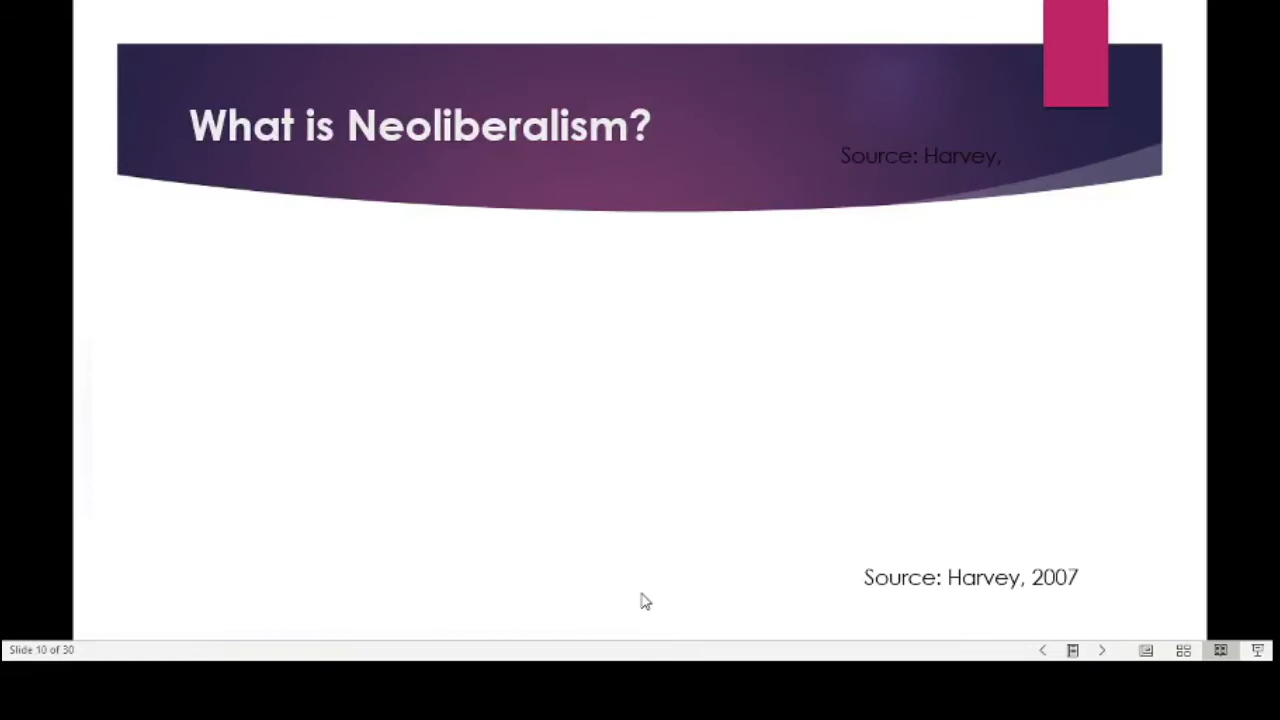 What is Neoliberalism?
Source: Harvey,
Source: Harvey, 2007
Slide 10 of 30